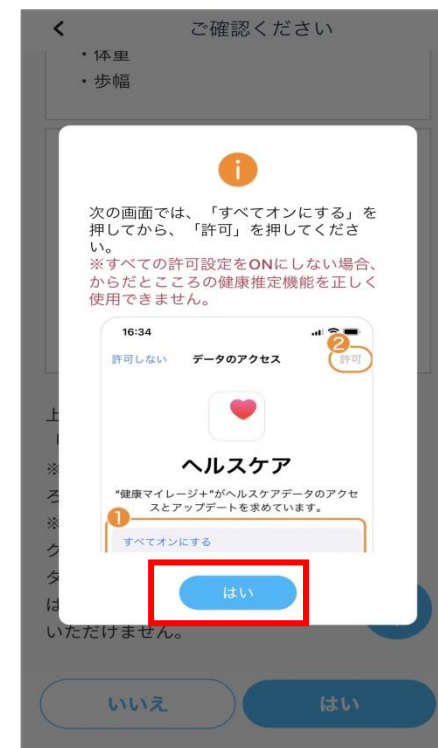 ご確認ください
・体重
・歩幅
次の画面では、「すべてオンにする」を
押してから、「許可」を押してくださ
い。
※すべての許可設定をONにしない場合、
からだとこころの健康推定機能を正しく
使用できません。
16:34
2
許可しない データのアクセス 許可
ヘルスケア
"健康マイレージ+"がヘルスケアデータのアクセ
スとアップデートを求めています。
1
すべてオンにする
はい
上
「
※
ろ
※
ク
タ
は
いただけません。
いいえ はい